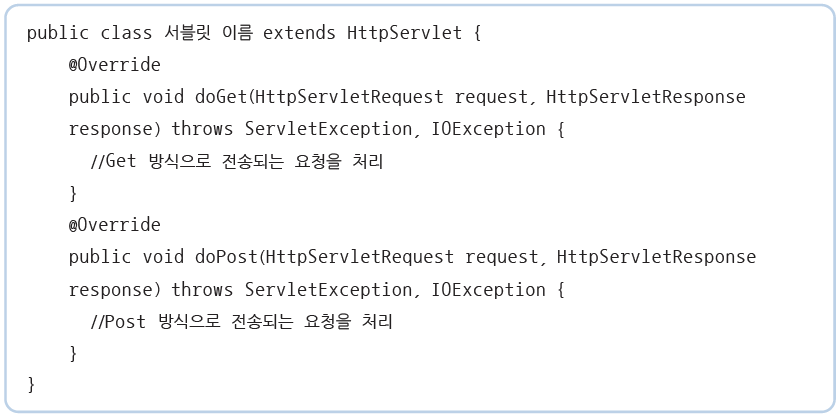 public class 서블릿 이름 extends HttpServlet {
@Override
public void doGet(HttpServletRequest request, HttpServletResponse
response) throws ServletException, IOException {
//Get 방식으로 전송되는 요청을 처리
}
@Override
public void doPost(HttpServletRequest request, HttpServletResponse
response) throws ServletException, IOException {
//Post 방식으로 전송되는 요청을 처리
}
}